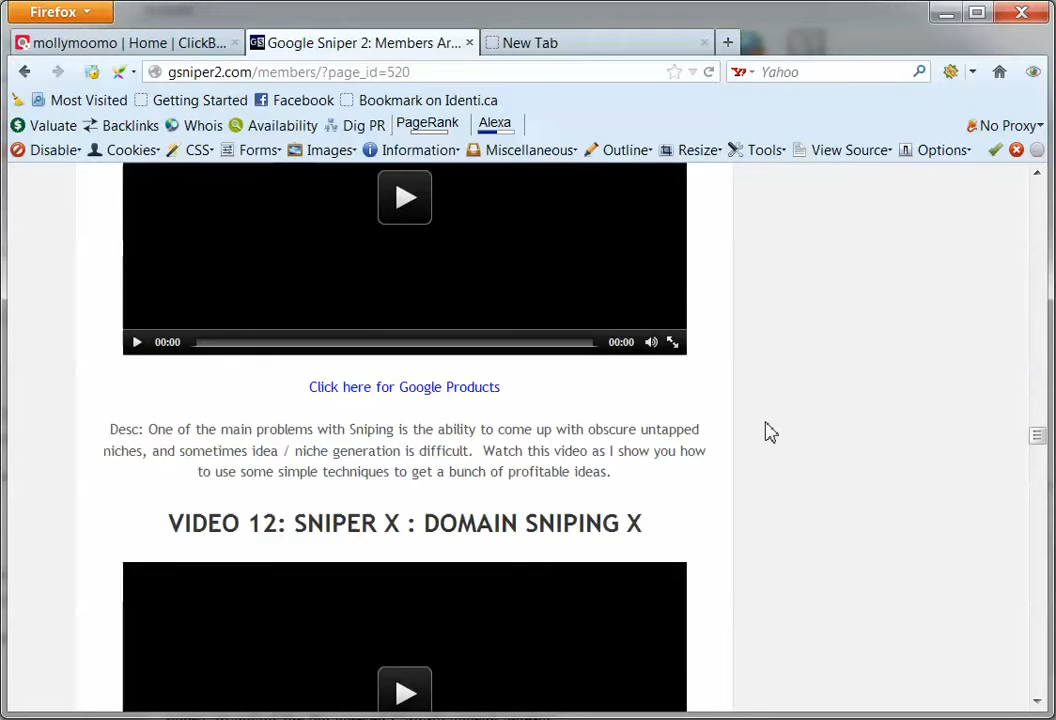 Firefox
mollymoomo | Home | ClickB...
Google Sniper 2: Members Ar...
New Tab
gsniper2.com/members/?page_id=520
Yahoo
Most Visited Getting Started Facebook Bookmark on Identi.ca
Valuate Backlinks Whois Availability Dig PR PageRank Alexa No Proxy
Disable Cookies CSS Forms Images Information Miscellaneous Outline Resize Tools View Source Options
00:00 00:00
Click here for Google Products
Desc: One of the main problems with Sniping is the ability to come up with obscure untapped
niches, and sometimes idea / niche generation is difficult. Watch this video as I show you how
to use some simple techniques to get a bunch of profitable ideas.
VIDEO 12: SNIPER X : DOMAIN SNIPING X